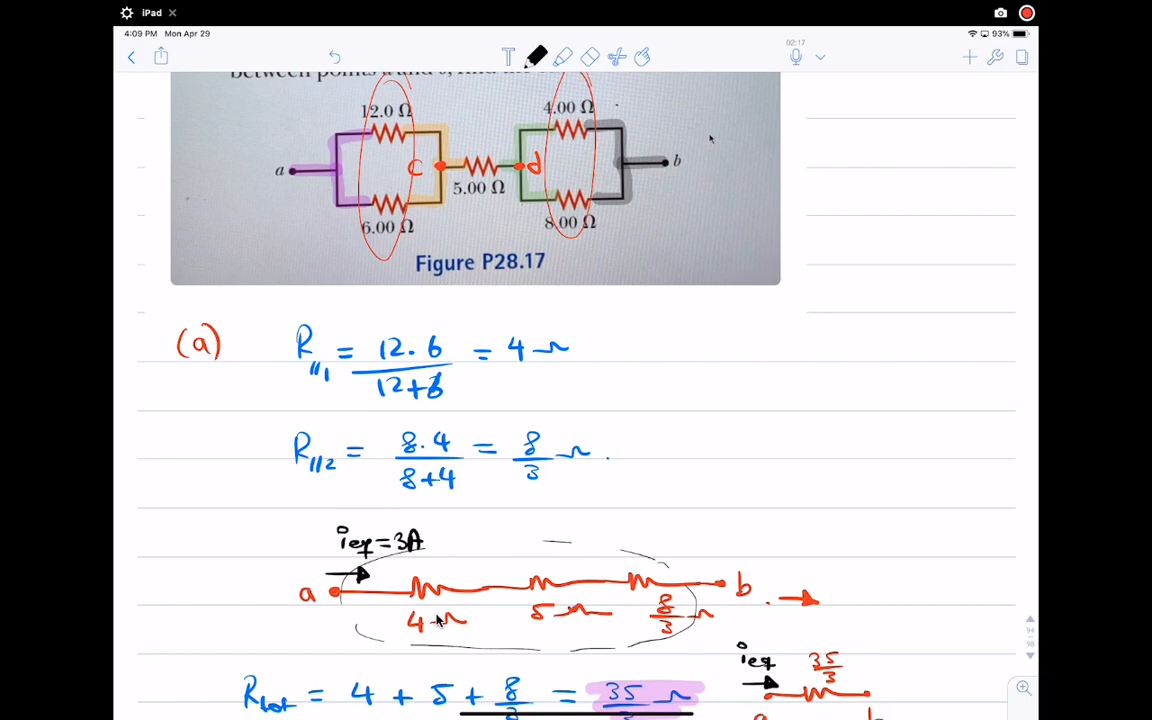 iPad
4:09 PM Mon Apr 29
93%
02:17
T
12.0 Ω
4.00 Ω
a
c
d
b
5.00 Ω
6.00 Ω
8.00 Ω
Figure P28.17
(a)
R//1 = 12.6 / 12+6 = 4 Ω
R//2 = 8.4 / 8+4 = 8/3 Ω.
ieq = 3A
a
b
4 Ω
5 Ω
8/3 Ω
94
98
ieq
35/3
Rtot = 4 + 5 + 8/3 = 35/3 Ω